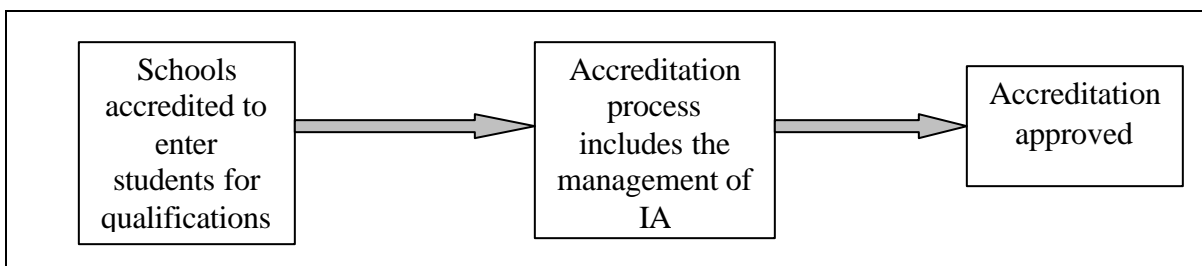 Schools
accredited to
enter
students for
qualifications
Accreditation
process
includes the
management of
IA
Accreditation
approved